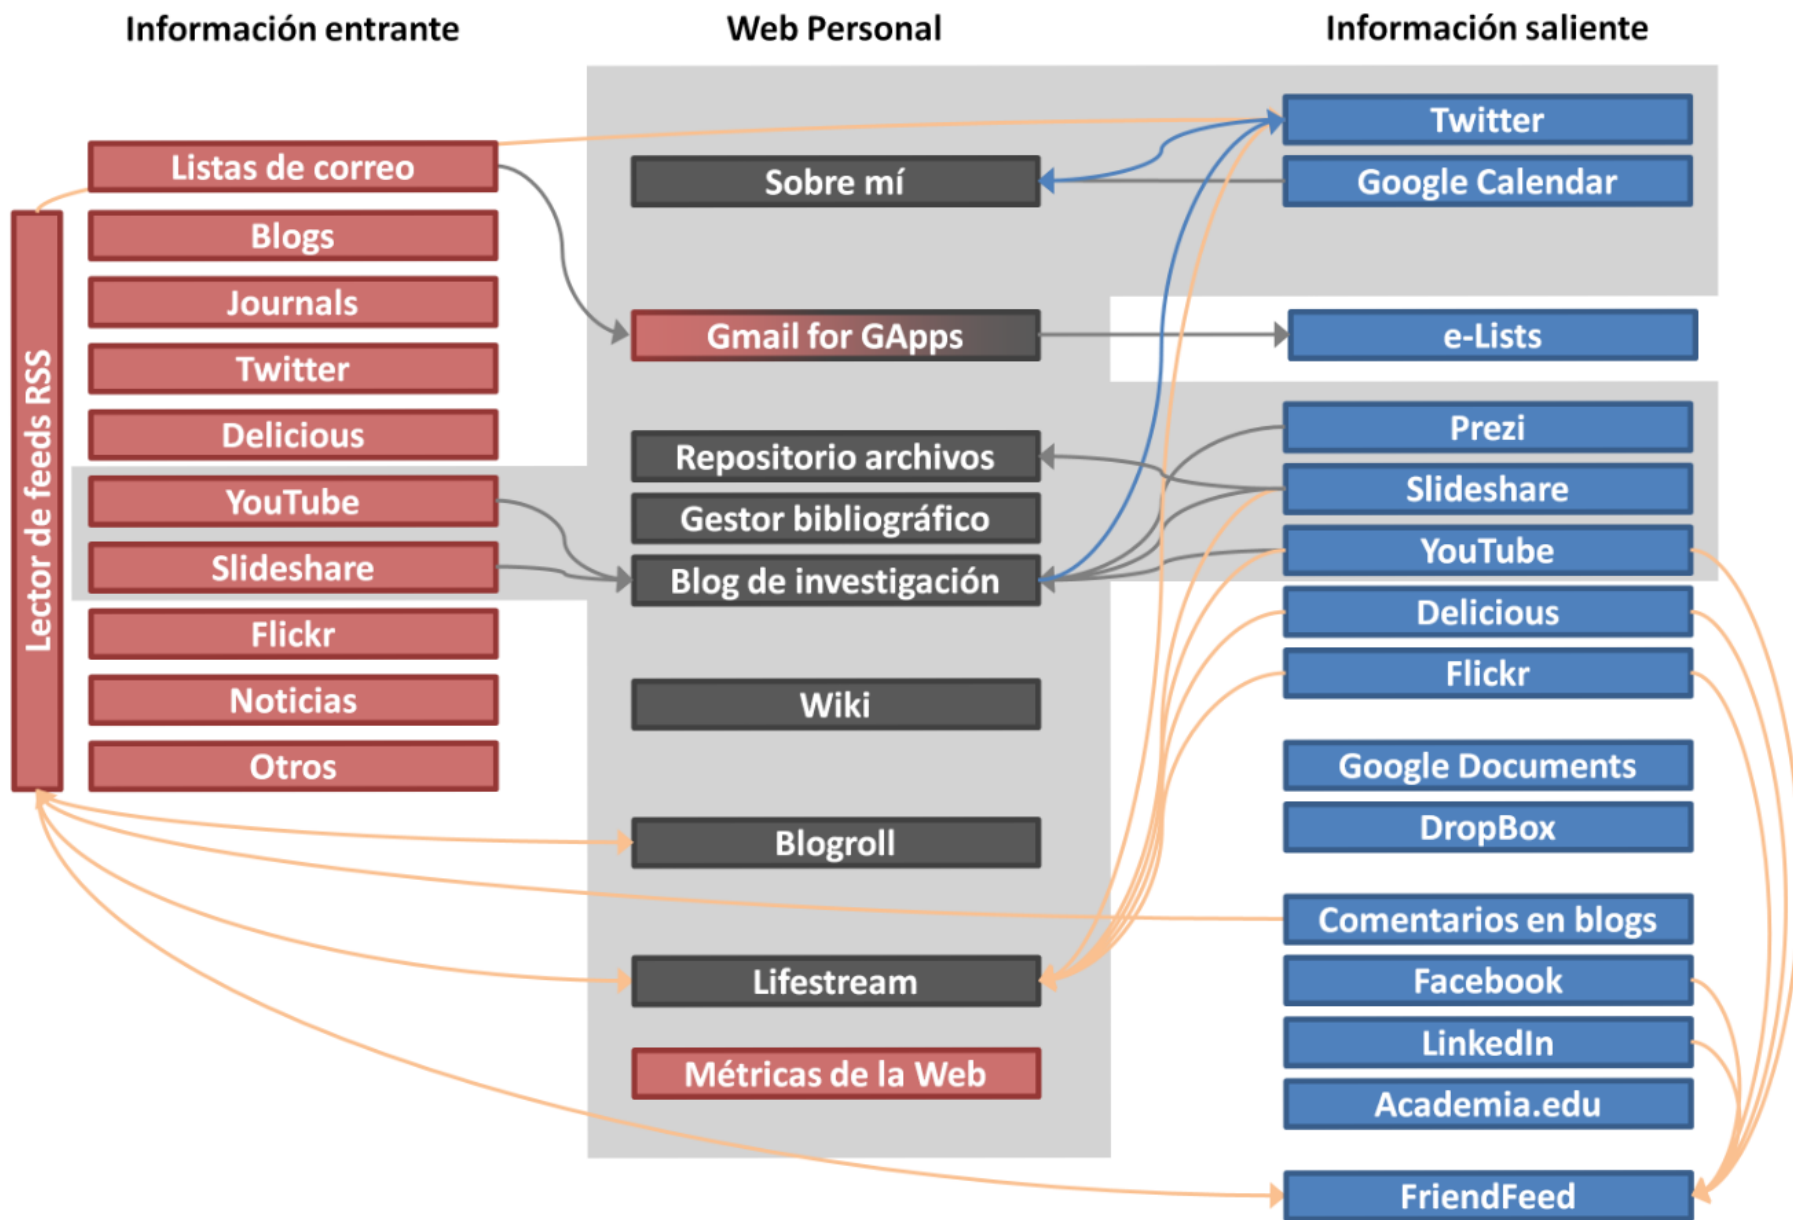 Información entrante
Web Personal
Información saliente
Lector de feeds RSS
Listas de correo
Blogs
Journals
Twitter
Delicious
YouTube
Slideshare
Flickr
Noticias
Otros
Sobre mí
Gmail for GApps
Repositorio archivos
Gestor bibliográfico
Blog de investigación
Wiki
Blogroll
Lifestream
Métricas de la Web
Twitter
Google Calendar
e-Lists
Prezi
Slideshare
YouTube
Delicious
Flickr
Google Documents
DropBox
Comentarios en blogs
Facebook
LinkedIn
Academia.edu
FriendFeed